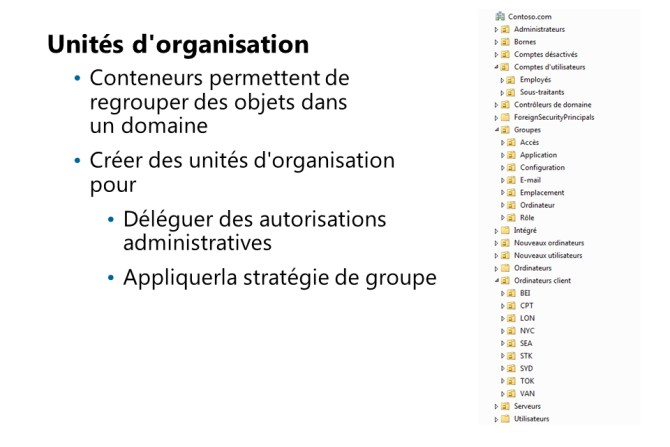 Unités d'organisation
• Conteneurs permettent de
regrouper des objets dans
un domaine
• Créer des unités d'organisation
pour
• Déléguer des autorisations
administratives
• Appliquerla stratégie de groupe
Contoso.com
Administrateurs
Bornes
Comptes désactivés
Comptes d'utilisateurs
Employés
Sous-traitants
Contrôleurs de domaine
ForeignSecurityPrincipals
Groupes
Accès
Application
Configuration
E-mail
Emplacement
Ordinateur
Rôle
Intégré
Nouveaux ordinateurs
Nouveaux utilisateurs
Ordinateurs
Ordinateurs client
BEI
CPT
LON
NYC
SEA
STK
SYD
TOK
VAN
Serveurs
Utilisateurs